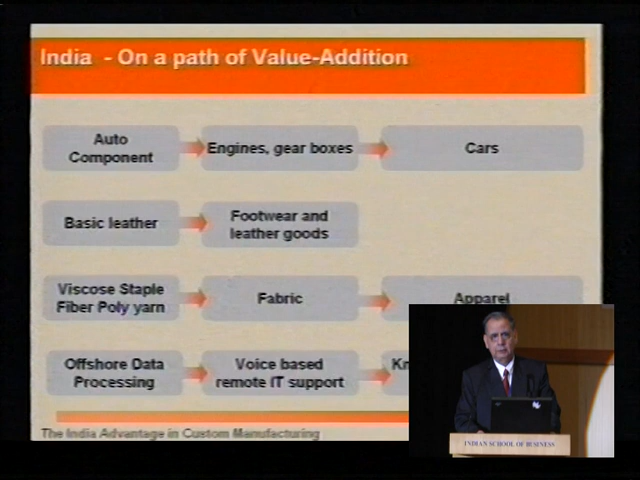 India - On a path of Value-Addition
Auto
Component
Engines, gear boxes
Cars
Basic leather
Footwear and
leather goods
Viscose Staple
Fiber Poly yarn
Fabric
Apparel
Offshore Data
Processing
Voice based
remote IT support
The India Advantage in Custom Manufacturing
INDIAN SCHOOL OF BUSINESS